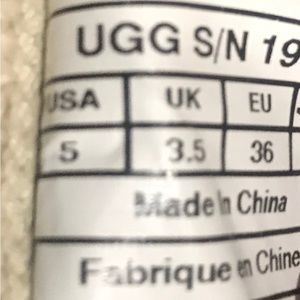 UGG S/N 19
USA UK EU
5 3.5 36
Made in China
Fabrique en Chine